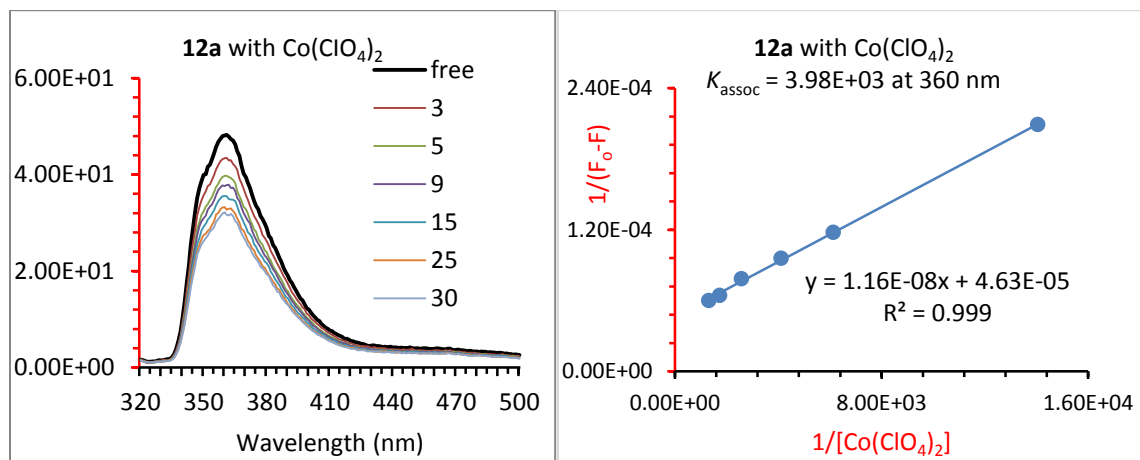 12a with Co(ClO4)2
6.00E+01
4.00E+01
2.00E+01
0.00E+00
free
3
5
9
15
25
30
320 350 380 410 440 470 500
Wavelength (nm)
12a with Co(ClO4)2
Kassoc = 3.98E+03 at 360 nm
2.40E-04
1.20E-04
0.00E+00
1/(Fo-F)
y = 1.16E-08x + 4.63E-05
R² = 0.999
0.00E+00 8.00E+03 1.60E+04
1/[Co(ClO4)2]